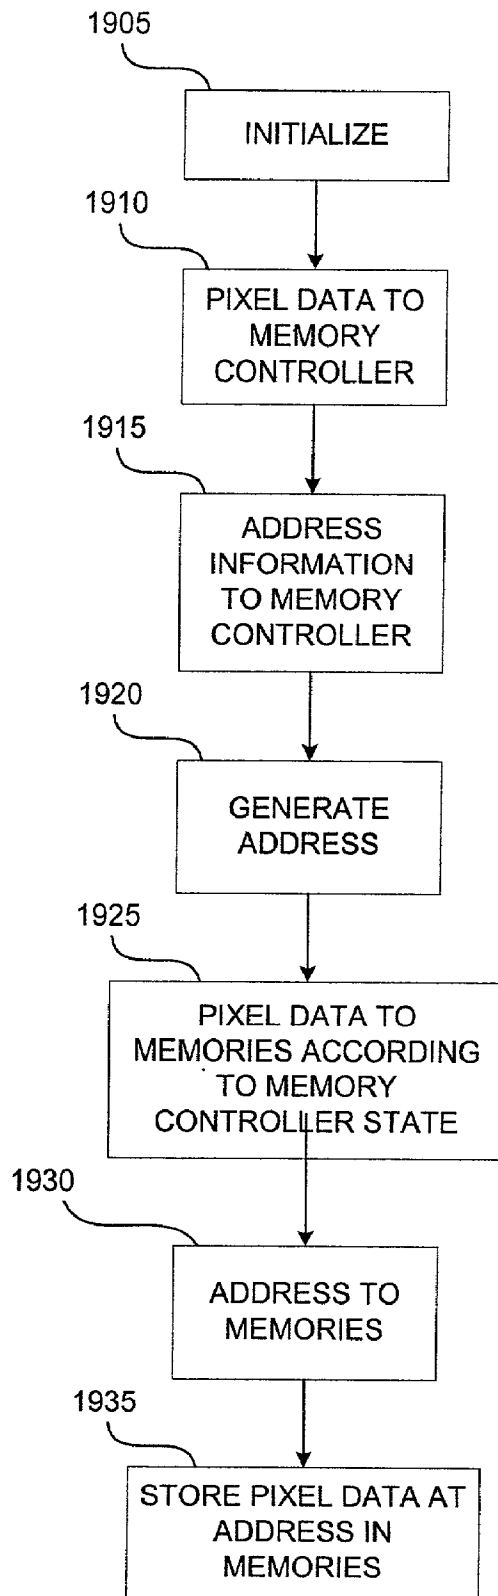 1905
INITIALIZE
1910
PIXEL DATA TO
MEMORY
CONTROLLER
1915
ADDRESS
INFORMATION
TO MEMORY
CONTROLLER
1920
GENERATE
ADDRESS
1925
PIXEL DATA TO
MEMORIES ACCORDING
TO MEMORY
CONTROLLER STATE
1930
ADDRESS TO
MEMORIES
1935
STORE PIXEL DATA AT
ADDRESS IN
MEMORIES